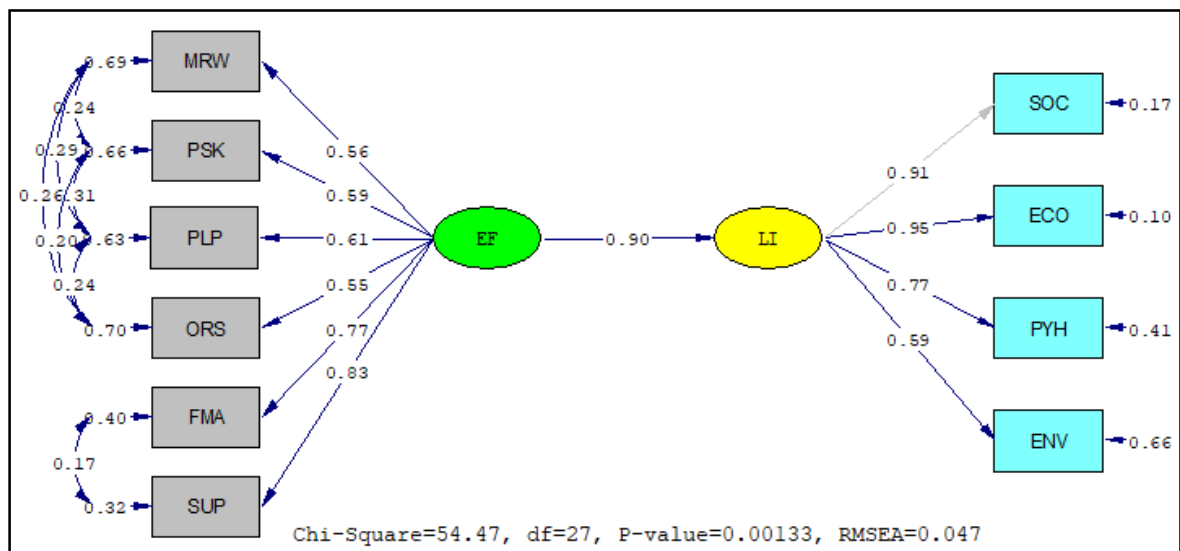 0.69 MRW
0.24
0.56
0.29 0.66 PSK
0.59
0.26 0.31
0.20 0.63 PLP
0.61
0.24
0.55
0.70 ORS
0.77
0.83
0.40 FMA
0.17
0.32 SUP
EF 0.90 LI
SOC 0.17
0.91
0.95 ECO 0.10
0.77
PYH 0.41
0.59
ENV 0.66
Chi-Square=54.47, df=27, P-value=0.00133, RMSEA=0.047